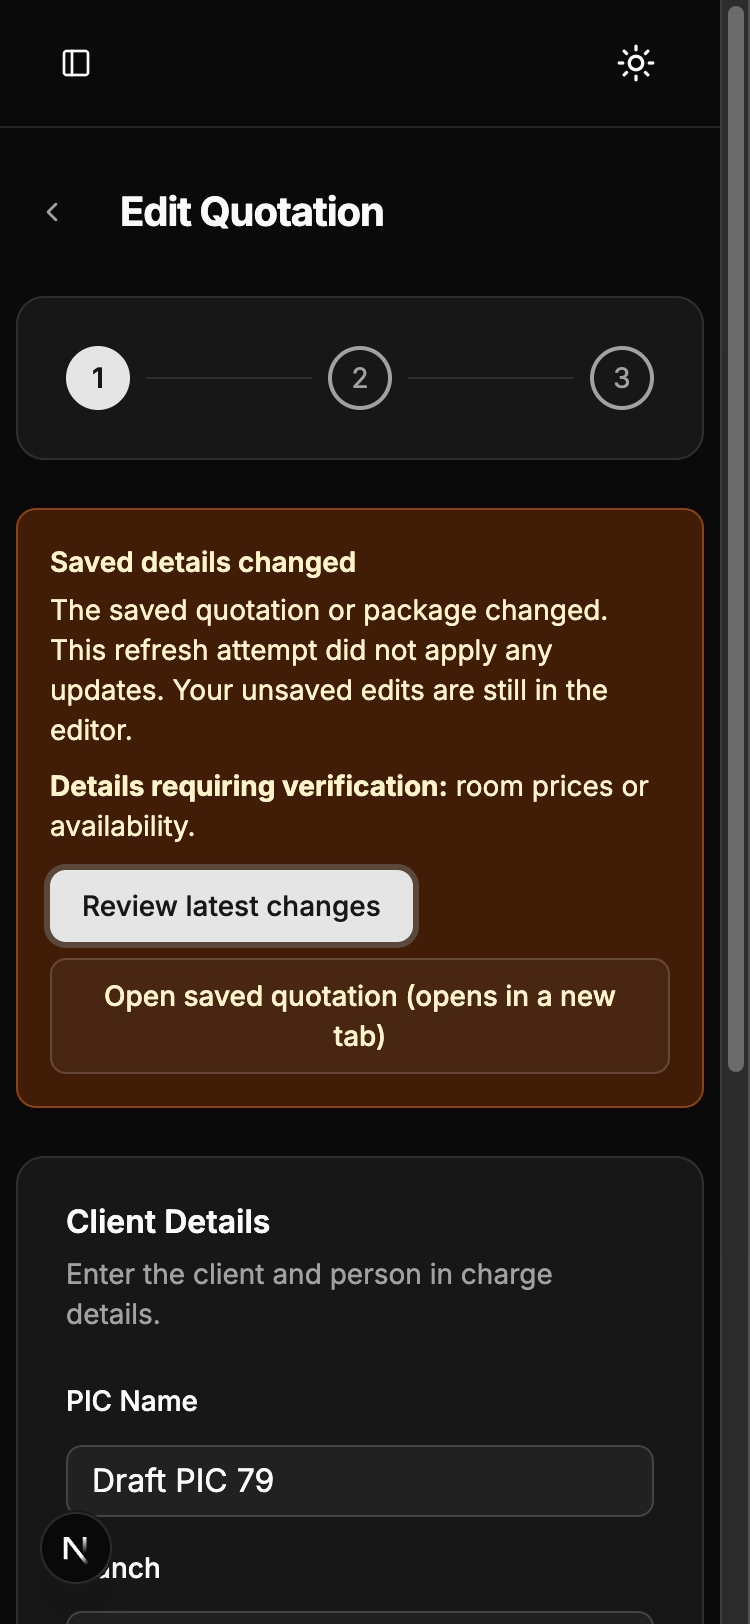 Edit Quotation
1
2
3
Saved details changed
The saved quotation or package changed.
This refresh attempt did not apply any
updates. Your unsaved edits are still in the
editor.
Details requiring verification: room prices or
availability.
Review latest changes
Open saved quotation (opens in a new
tab)
Client Details
Enter the client and person in charge
details.
PIC Name
Draft PIC 79
N